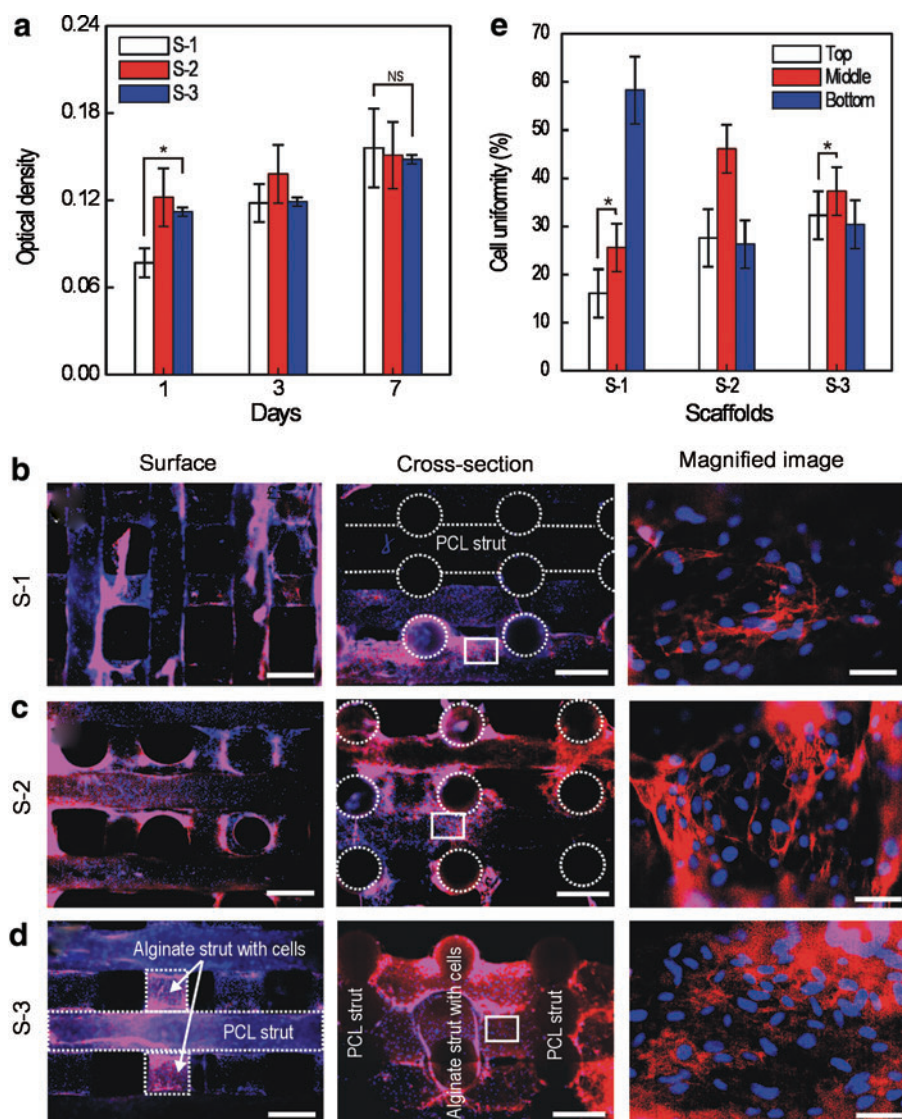 a
0.24
0.18
0.12
0.06
0.00
Optical density
S-1
S-2
S-3
*
NS
1 3 7
Days
e
70
60
50
40
30
20
10
0
Cell uniformity (%)
Top
Middle
Bottom
*
*
S-1 S-2 S-3
Scaffolds
b
Surface Cross-section Magnified image
S-1
PCL strut
c
S-2
d
S-3
Alginate strut with cells
PCL strut
PCL strut
Alginate strut with cells
PCL strut